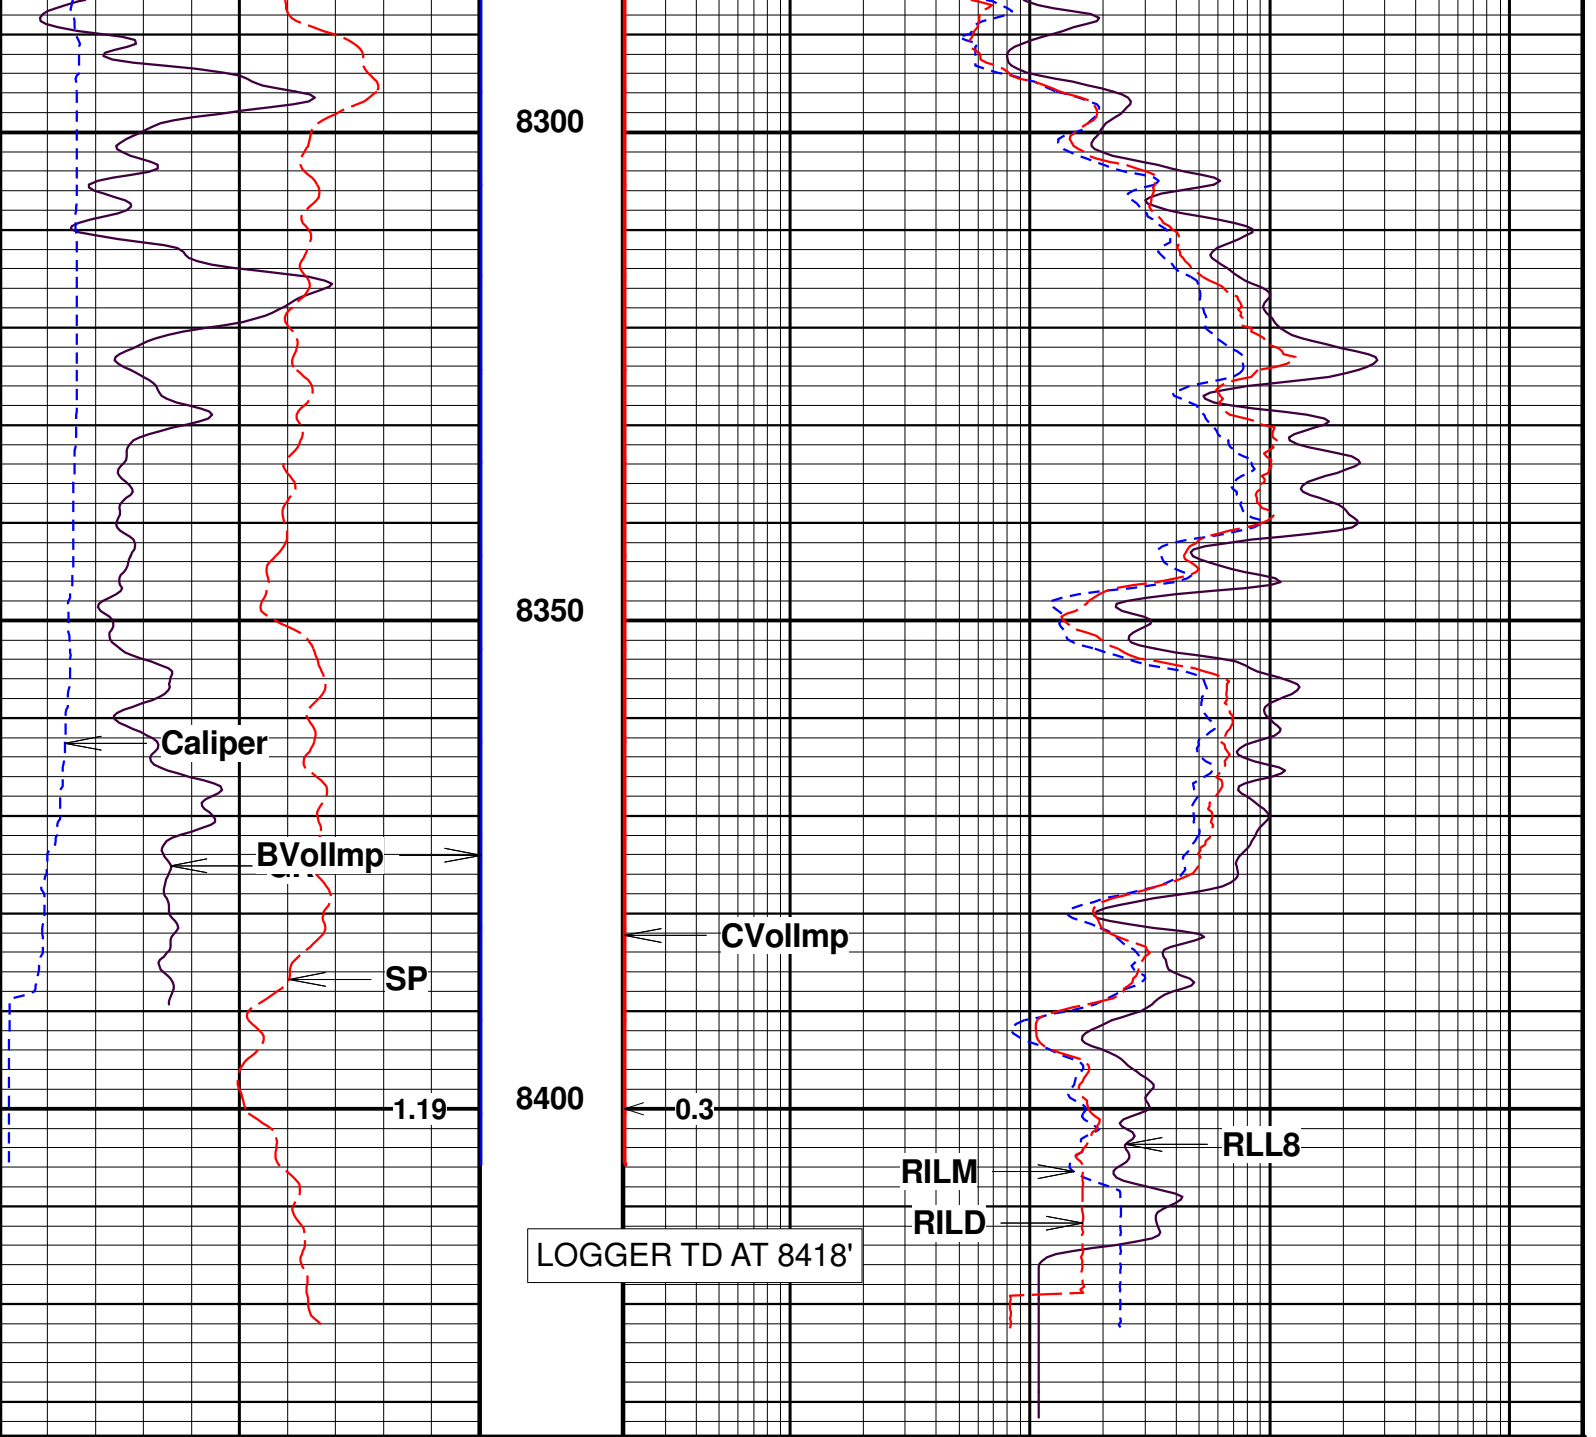 8300
8350
Caliper
BVolImp
CVolImp
SP
1.19
8400
0.3
RLL8
RILM
RILD
LOGGER TD AT 8418'